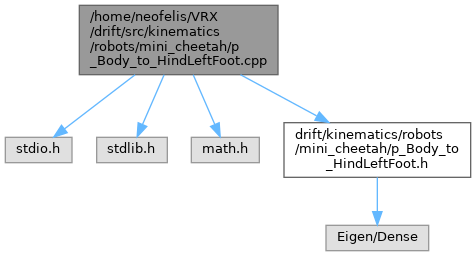 /home/neofelis/VRX
/drift/src/kinematics
/robots/mini_cheetah/p
_Body_to_HindLeftFoot.cpp
stdio.h
stdlib.h
math.h
drift/kinematics/robots
/mini_cheetah/p_Body_to
_HindLeftFoot.h
Eigen/Dense